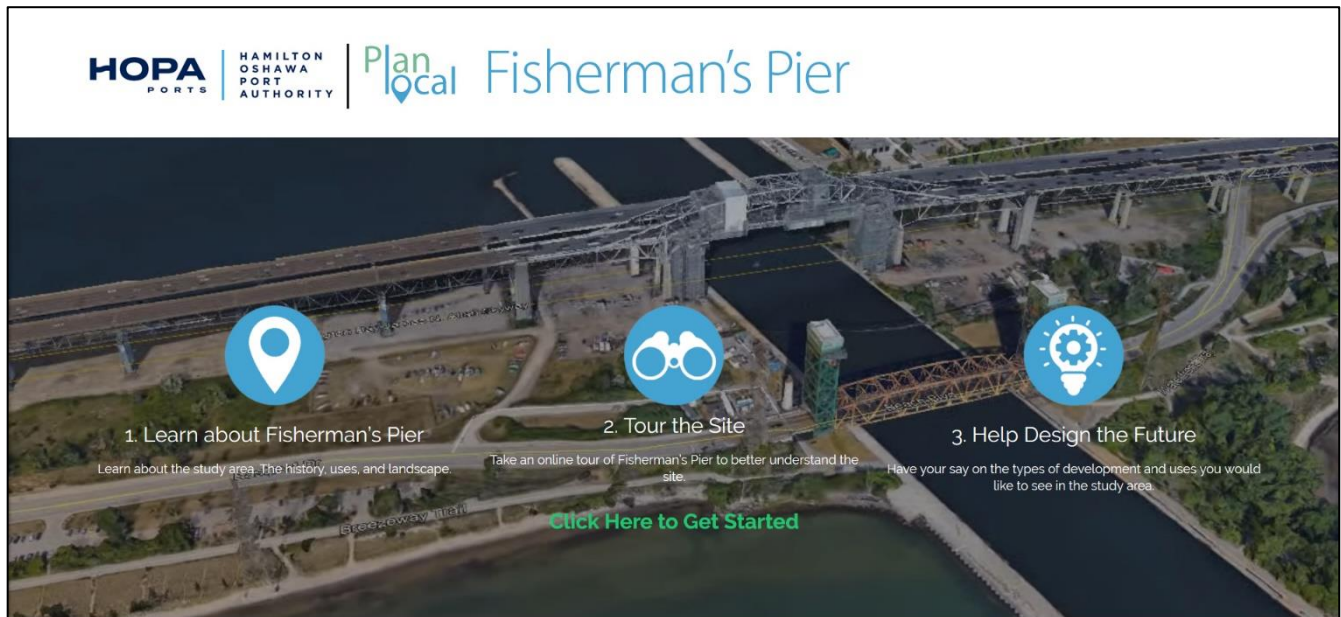 HOPA
PORTS
HAMILTON
OSHAWA
PORT
AUTHORITY
Plan
local
Fisherman's Pier
1. Learn about Fisherman's Pier
Learn about the study area. The history, uses, and landscape.
2. Tour the Site
Take an online tour of Fisherman's Pier to better understand the
site.
3. Help Design the Future
Have your say on the types of development and uses you would
like to see in the study area.
Breezeway Trail
Click Here to Get Started